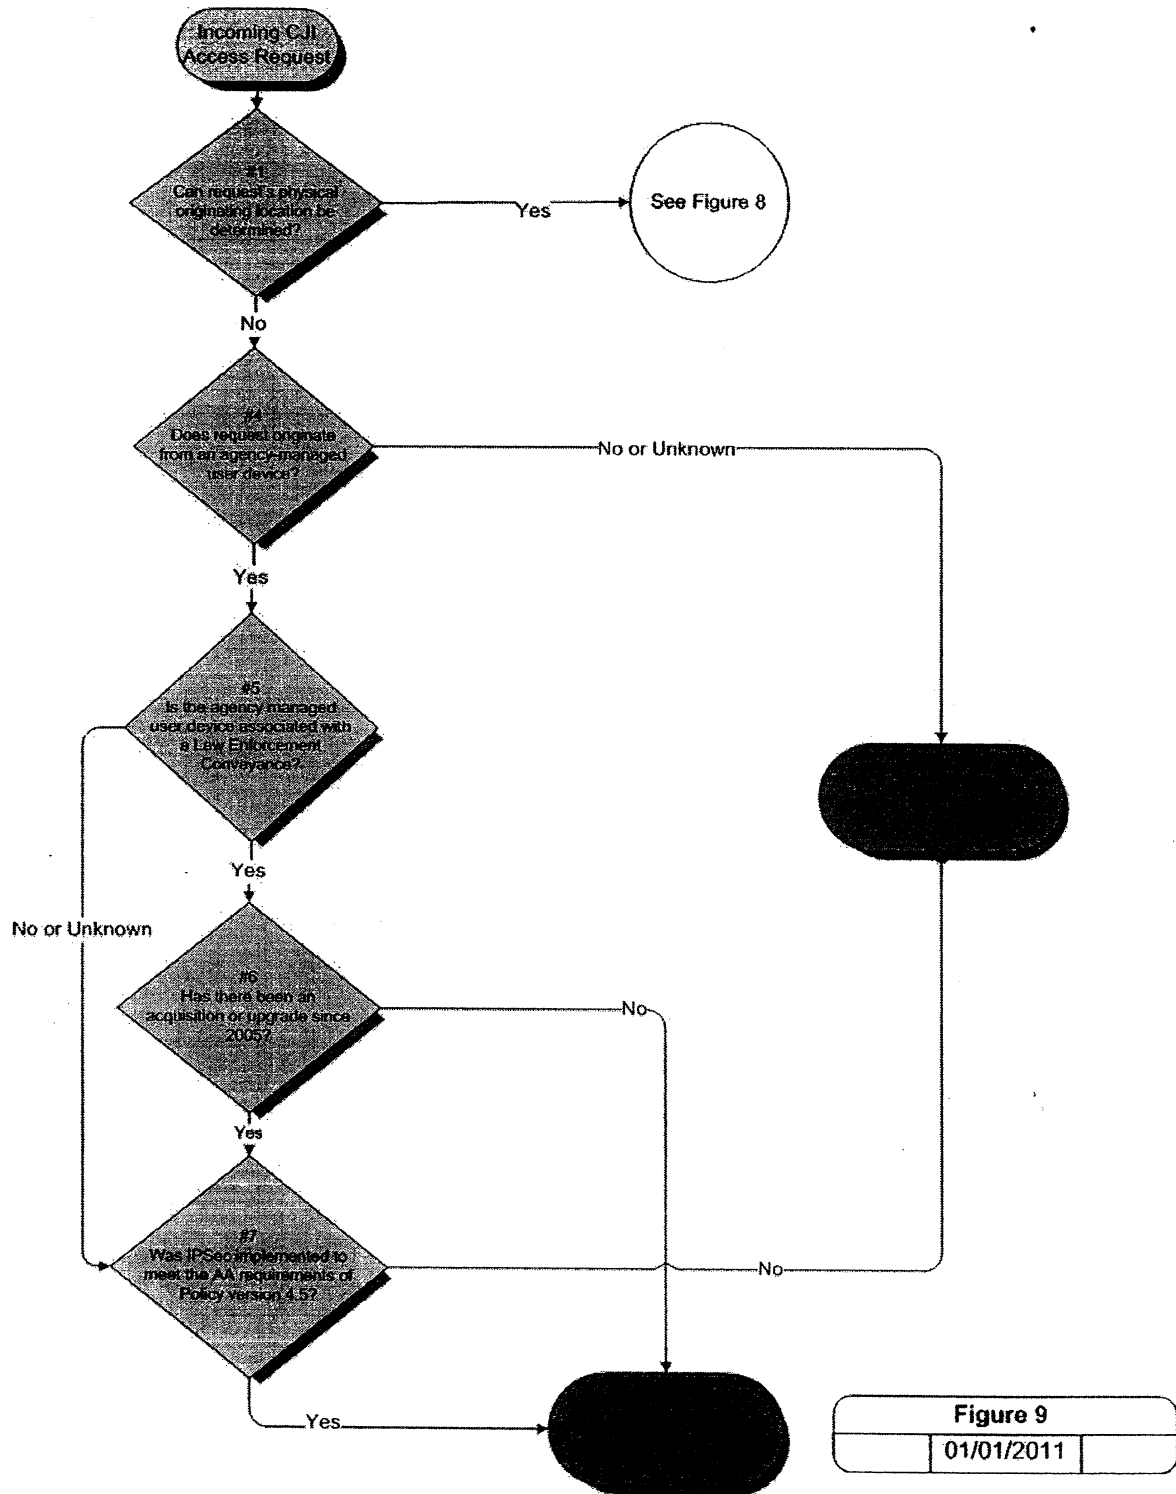 Incoming CJI
Access Request
#1
Can request's physical
originating location be
determined?
Yes
See Figure 8
No
#4
Does request originate
from an agency-managed
user device?
No or Unknown
Yes
#5
Is the agency managed
user device associated with
a Law Enforcement
Conveyance?
Yes
No or Unknown
#6
Has there been an
acquisition or upgrade since
2005?
No
Yes
#7
Was IPSec implemented to
meet the AA requirements of
Policy version 4.5?
No
Yes
Figure 9
01/01/2011